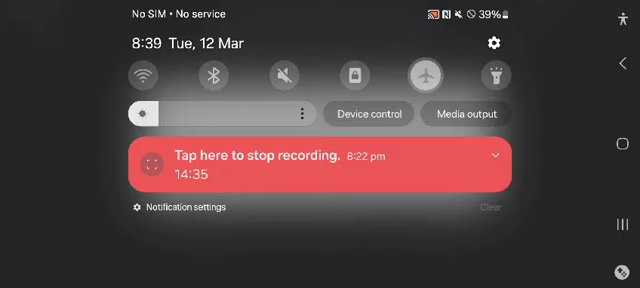 No SIM • No service
39%
8:39 Tue, 12 Mar
Device control
Media output
Tap here to stop recording. 8:22 pm
14:35
Notification settings
Clear